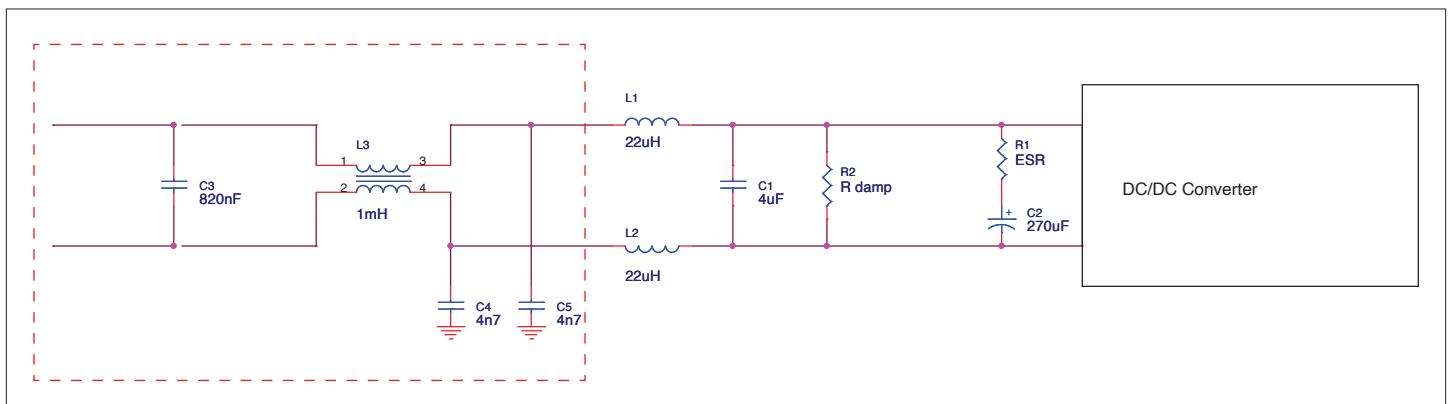 C3
820nF
L3
1
3
2
4
1mH
C4
4n7
C5
4n7
L1
22uH
L2
22uH
C1
4uF
R2
R damp
R1
ESR
+
C2
270uF
DC/DC Converter